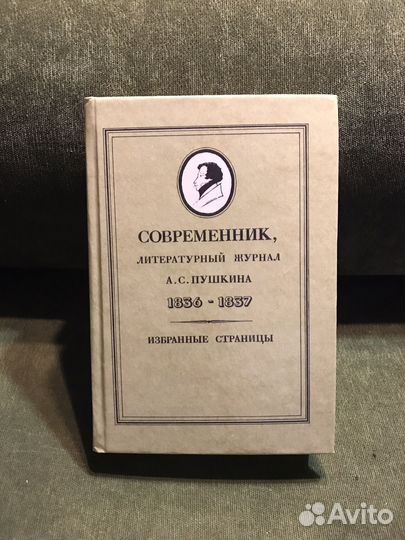 СОВРЕМЕННИК,
ЛИТЕРАТУРНЫЙ ЖУРНАЛ
А.С.ПУШКИНА
1836-1837
ИЗБРАННЫЕ СТРАНИЦЫ
Avito